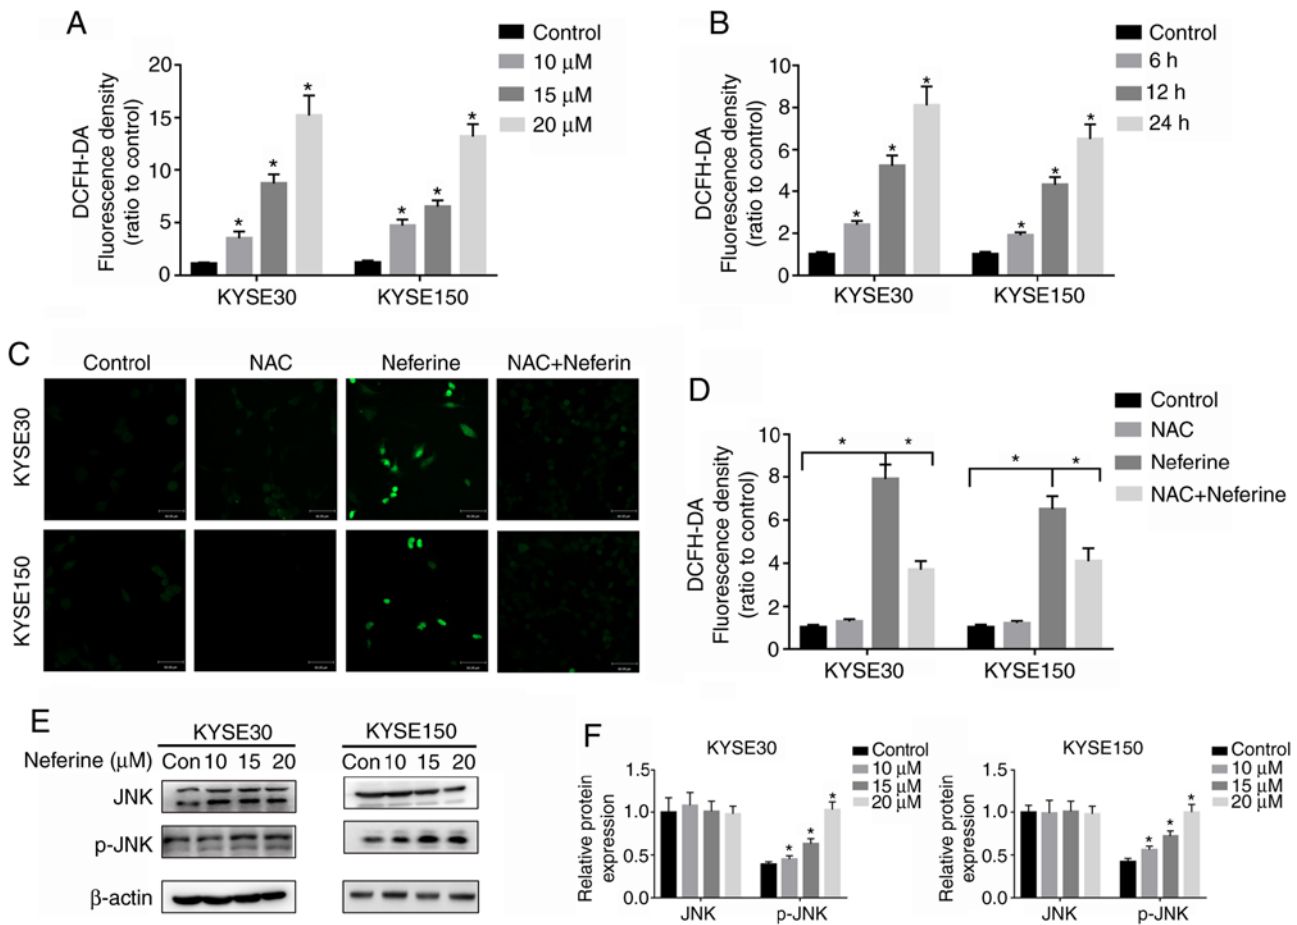 A
Control
10 μM
15 μM
20 μM
DCFH-DA
Fluorescence density
(ratio to control)
20
15
10
5
0
*
*
*
*
*
*
KYSE30
KYSE150
B
Control
6 h
12 h
24 h
DCFH-DA
Fluorescence density
(ratio to control)
10
8
6
4
2
0
*
*
*
*
*
*
KYSE30
KYSE150
C
Control
NAC
Neferine
NAC+Neferin
KYSE30
KYSE150
D
Control
NAC
Neferine
NAC+Neferine
DCFH-DA
Fluorescence density
(ratio to control)
10
8
6
4
2
0
*
*
*
*
KYSE30
KYSE150
E
KYSE30
KYSE150
Neferine (μM)
Con 10 15 20
Con 10 15 20
JNK
p-JNK
β-actin
F
KYSE30
Control
10 μM
15 μM
20 μM
Relative protein
expression
1.5
1.0
0.5
0.0
*
*
*
JNK
p-JNK
KYSE150
Control
10 μM
15 μM
20 μM
Relative protein
expression
1.5
1.0
0.5
0.0
*
*
*
JNK
p-JNK